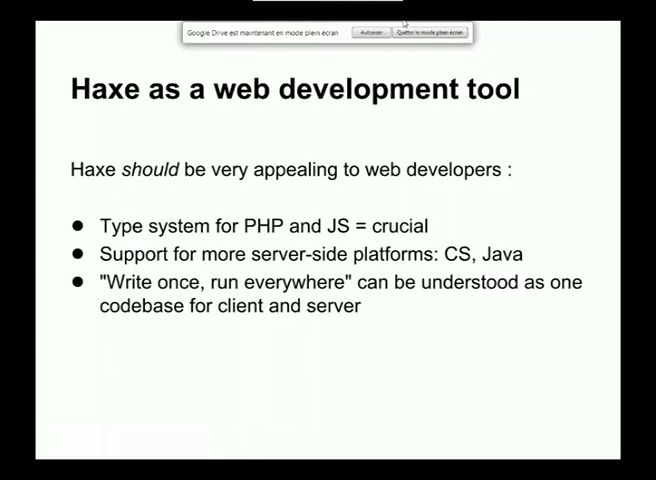 Google Drive est maintenant en mode plein écran
Autoriser
Quitter le mode plein écran
Haxe as a web development tool
Haxe should be very appealing to web developers :
● Type system for PHP and JS = crucial
● Support for more server-side platforms: CS, Java
● "Write once, run everywhere" can be understood as one
codebase for client and server